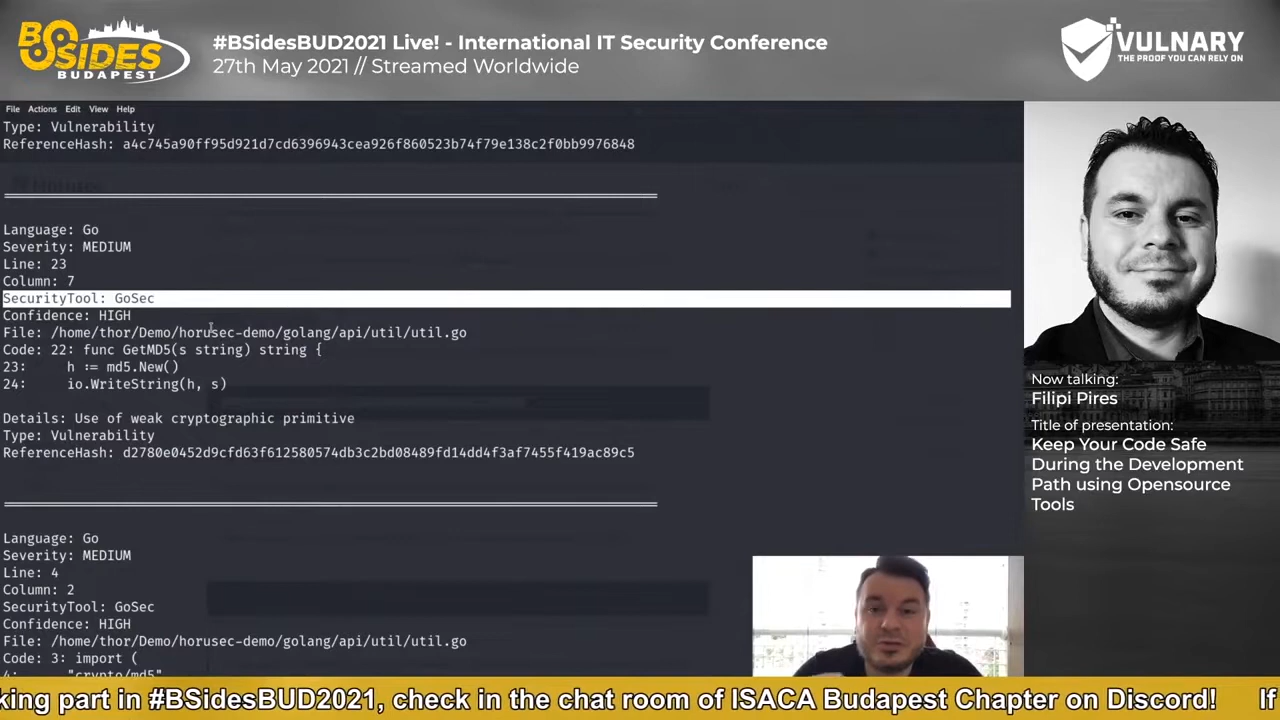 BSIDES
BUDAPEST
#BSidesBUD2021 Live! - International IT Security Conference
27th May 2021 // Streamed Worldwide
VULNARY
THE PROOF YOU CAN RELY ON
File Actions Edit View Help
Type: Vulnerability
ReferenceHash: a4c745a90ff95d921d7cd6396943cea926f860523b74f79e138c2f0bb9976848
Language: Go
Severity: MEDIUM
Line: 23
Column: 7
SecurityTool: GoSec
Confidence: HIGH
File: /home/thor/Demo/horusec-demo/golang/api/util/util.go
Code: 22: func GetMD5(s string) string {
23: h := md5.New()
24: io.WriteString(h, s)
Details: Use of weak cryptographic primitive
Type: Vulnerability
ReferenceHash: d2780e0452d9cfd63f612580574db3c2bd08489fd14dd4f3af7455f419ac89c5
Language: Go
Severity: MEDIUM
Line: 4
Column: 2
SecurityTool: GoSec
Confidence: HIGH
File: /home/thor/Demo/horusec-demo/golang/api/util/util.go
Code: 3: import (
4: "crypto/md5"
Now talking:
Filipi Pires
Title of presentation:
Keep Your Code Safe
During the Development
Path using Opensource
Tools
king part in #BSidesBUD2021, check in the chat room of ISACA Budapest Chapter on Discord! If